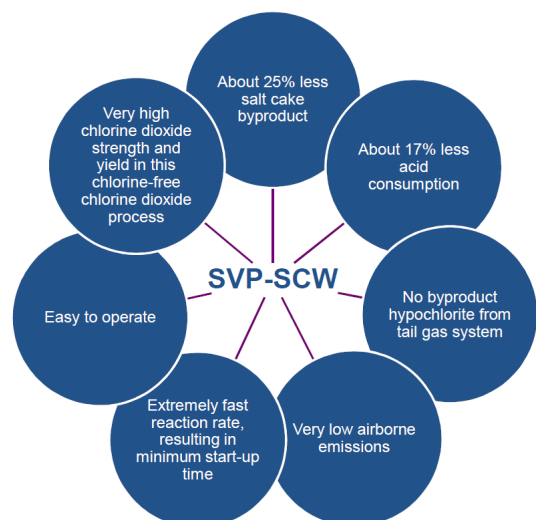 About 25% less
salt cake
byproduct
About 17% less
acid
consumption
No byproduct
hypochlorite from
tail gas system
Very low airborne
emissions
Extremely fast
reaction rate,
resulting in
minimum start-up
time
Easy to operate
Very high
chlorine dioxide
strength and
yield in this
chlorine-free
chlorine dioxide
process
SVP-SCW